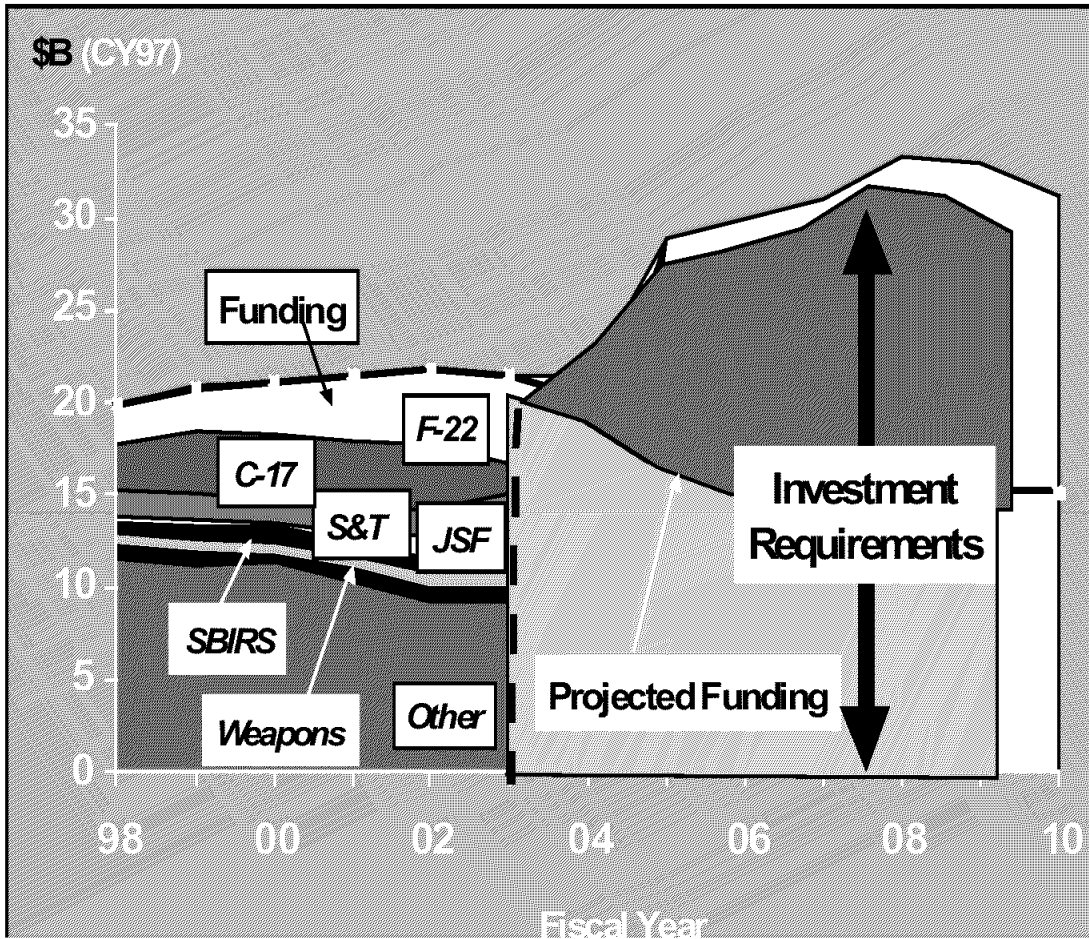 $B (CY97)
35
30
25
20
15
10
5
0
Funding
F-22
C-17
S&T
JSF
SBIRS
Weapons
Other
Investment
Requirements
Projected Funding
98 00 02 04 06 08 10
Fiscal Year